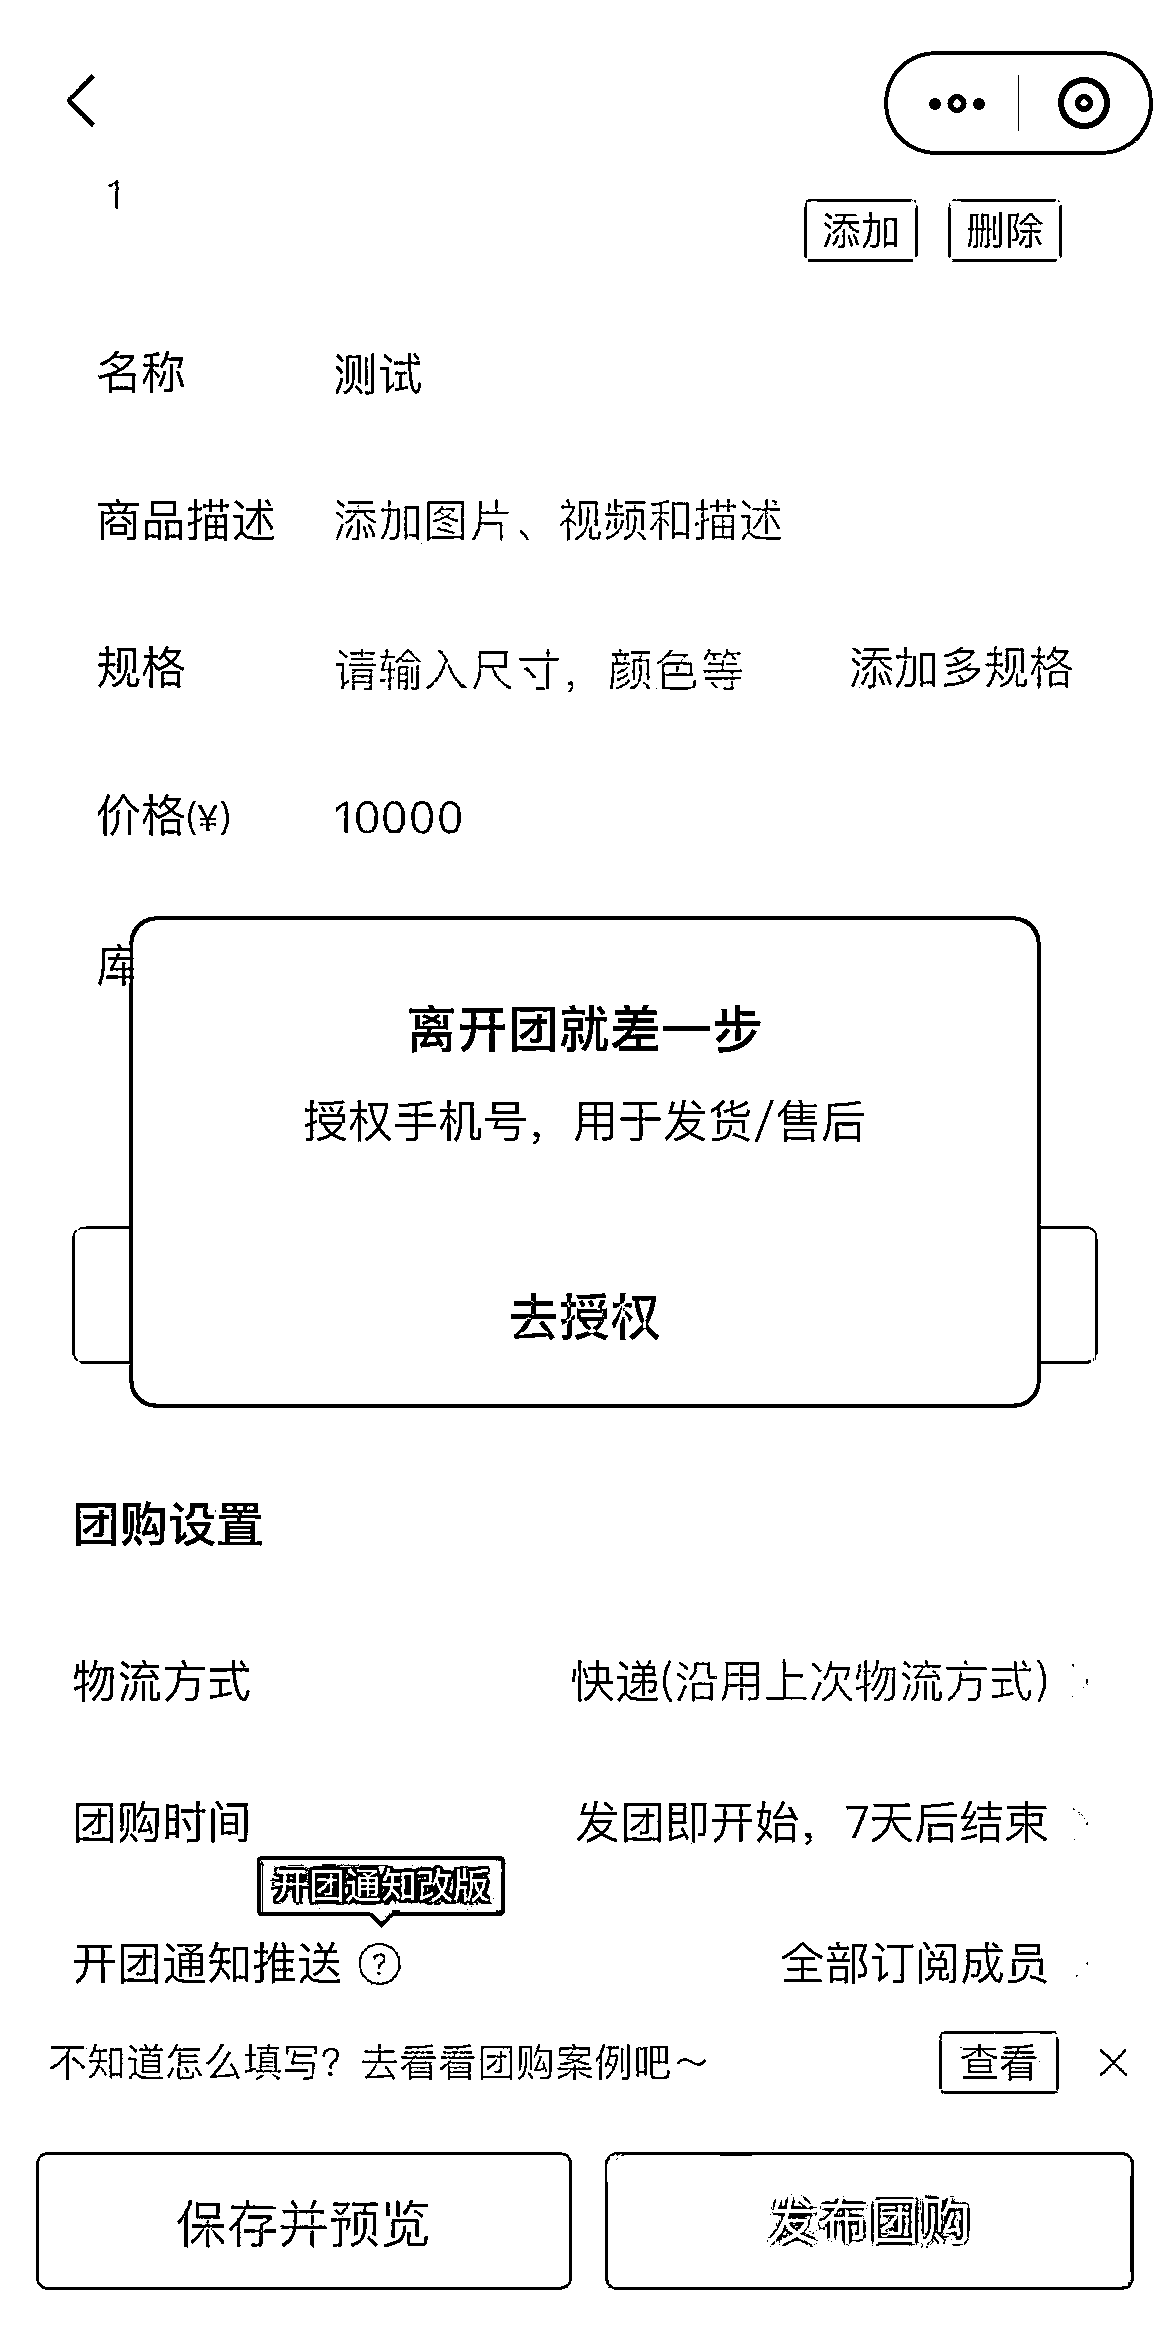 1
添加 删除
名称 测试
商品描述 添加图片、视频和描述
规格 请输入尺寸，颜色等 添加多规格
价格(¥) 10000
库
离开团就差一步
授权手机号，用于发货/售后
去授权
团购设置
物流方式 快递(沿用上次物流方式)
团购时间 发团即开始，7天后结束
开团通知改版
开团通知推送 ? 全部订阅成员
不知道怎么填写？去看看团购案例吧～ 查看
保存并预览 发布团购